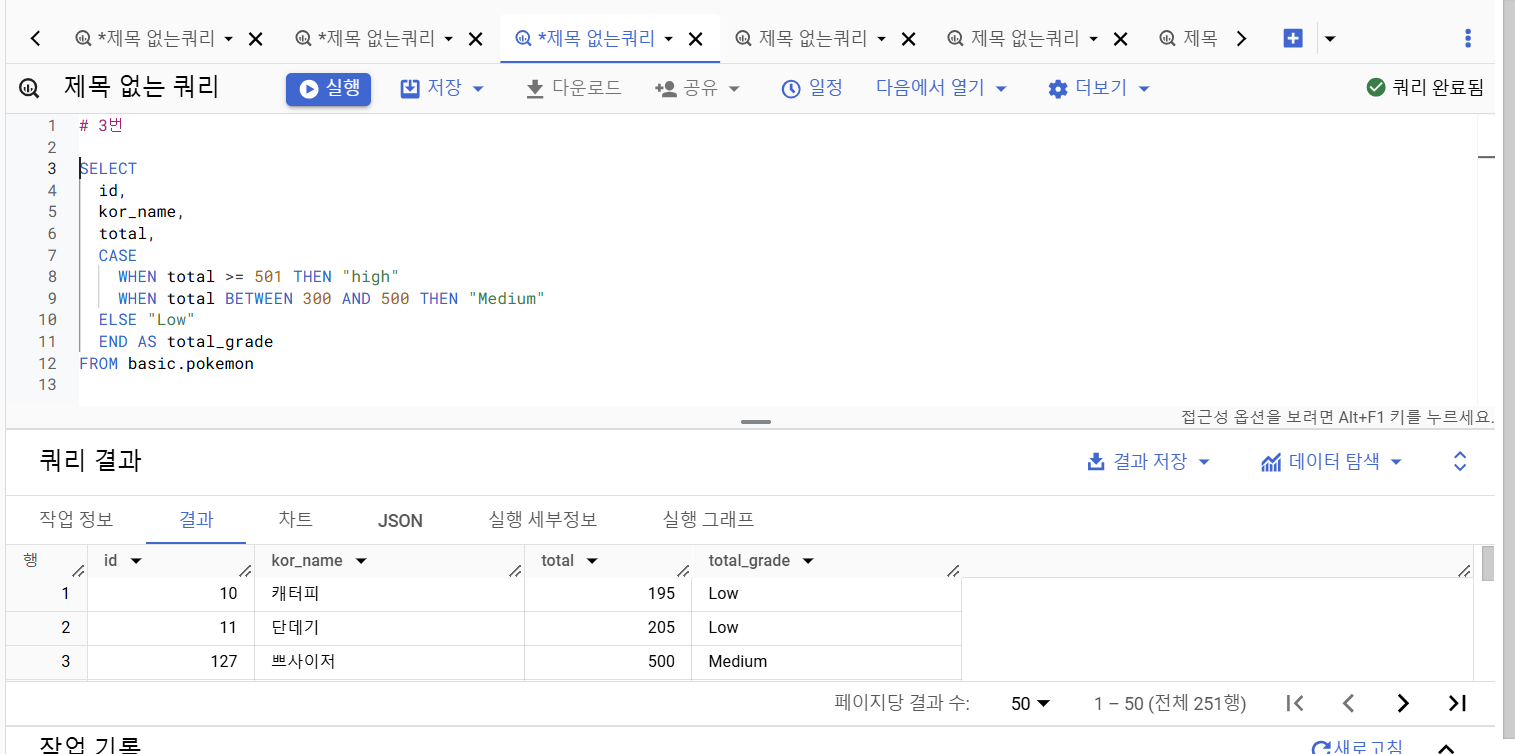 *제목 없는쿼리 *제목 없는쿼리 *제목 없는쿼리 제목 없는쿼리 제목 없는쿼리 제목
제목 없는 쿼리 실행 저장 다운로드 공유 일정 다음에서 열기 더보기 쿼리 완료됨
1 # 3번
2
3 SELECT
4 id,
5 kor_name,
6 total,
7 CASE
8 WHEN total >= 501 THEN "high"
9 WHEN total BETWEEN 300 AND 500 THEN "Medium"
10 ELSE "Low"
11 END AS total_grade
12 FROM basic.pokemon
13
접근성 옵션을 보려면 Alt+F1 키를 누르세요.
쿼리 결과 결과 저장 데이터 탐색
작업 정보 결과 차트 JSON 실행 세부정보 실행 그래프
행 id kor_name total total_grade
1 10 캐터피 195 Low
2 11 단데기 205 Low
3 127 쁘사이저 500 Medium
페이지당 결과 수: 50 1 – 50 (전체 251행)
작업 기록 새로고침